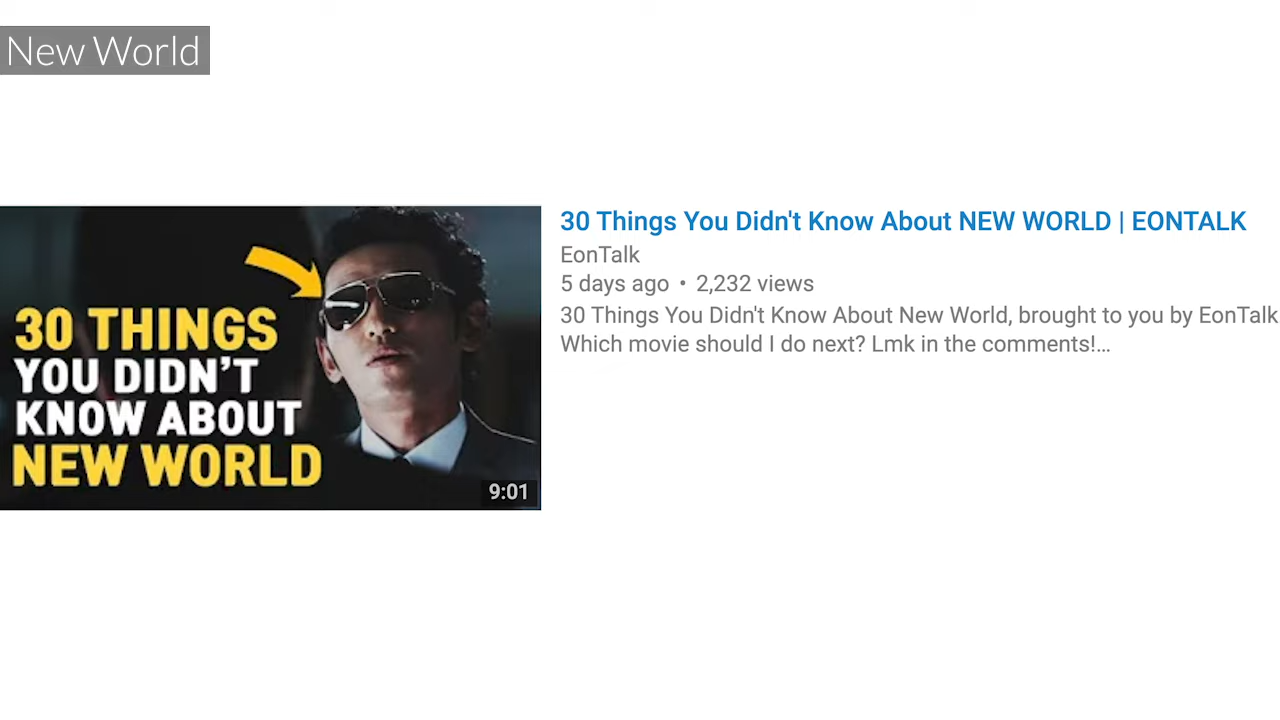 New World
30 THINGS
YOU DIDN'T
KNOW ABOUT
NEW WORLD
9:01
30 Things You Didn't Know About NEW WORLD | EONTALK
EonTalk
5 days ago • 2,232 views
30 Things You Didn't Know About New World, brought to you by EonTalk
Which movie should I do next? Lmk in the comments!...